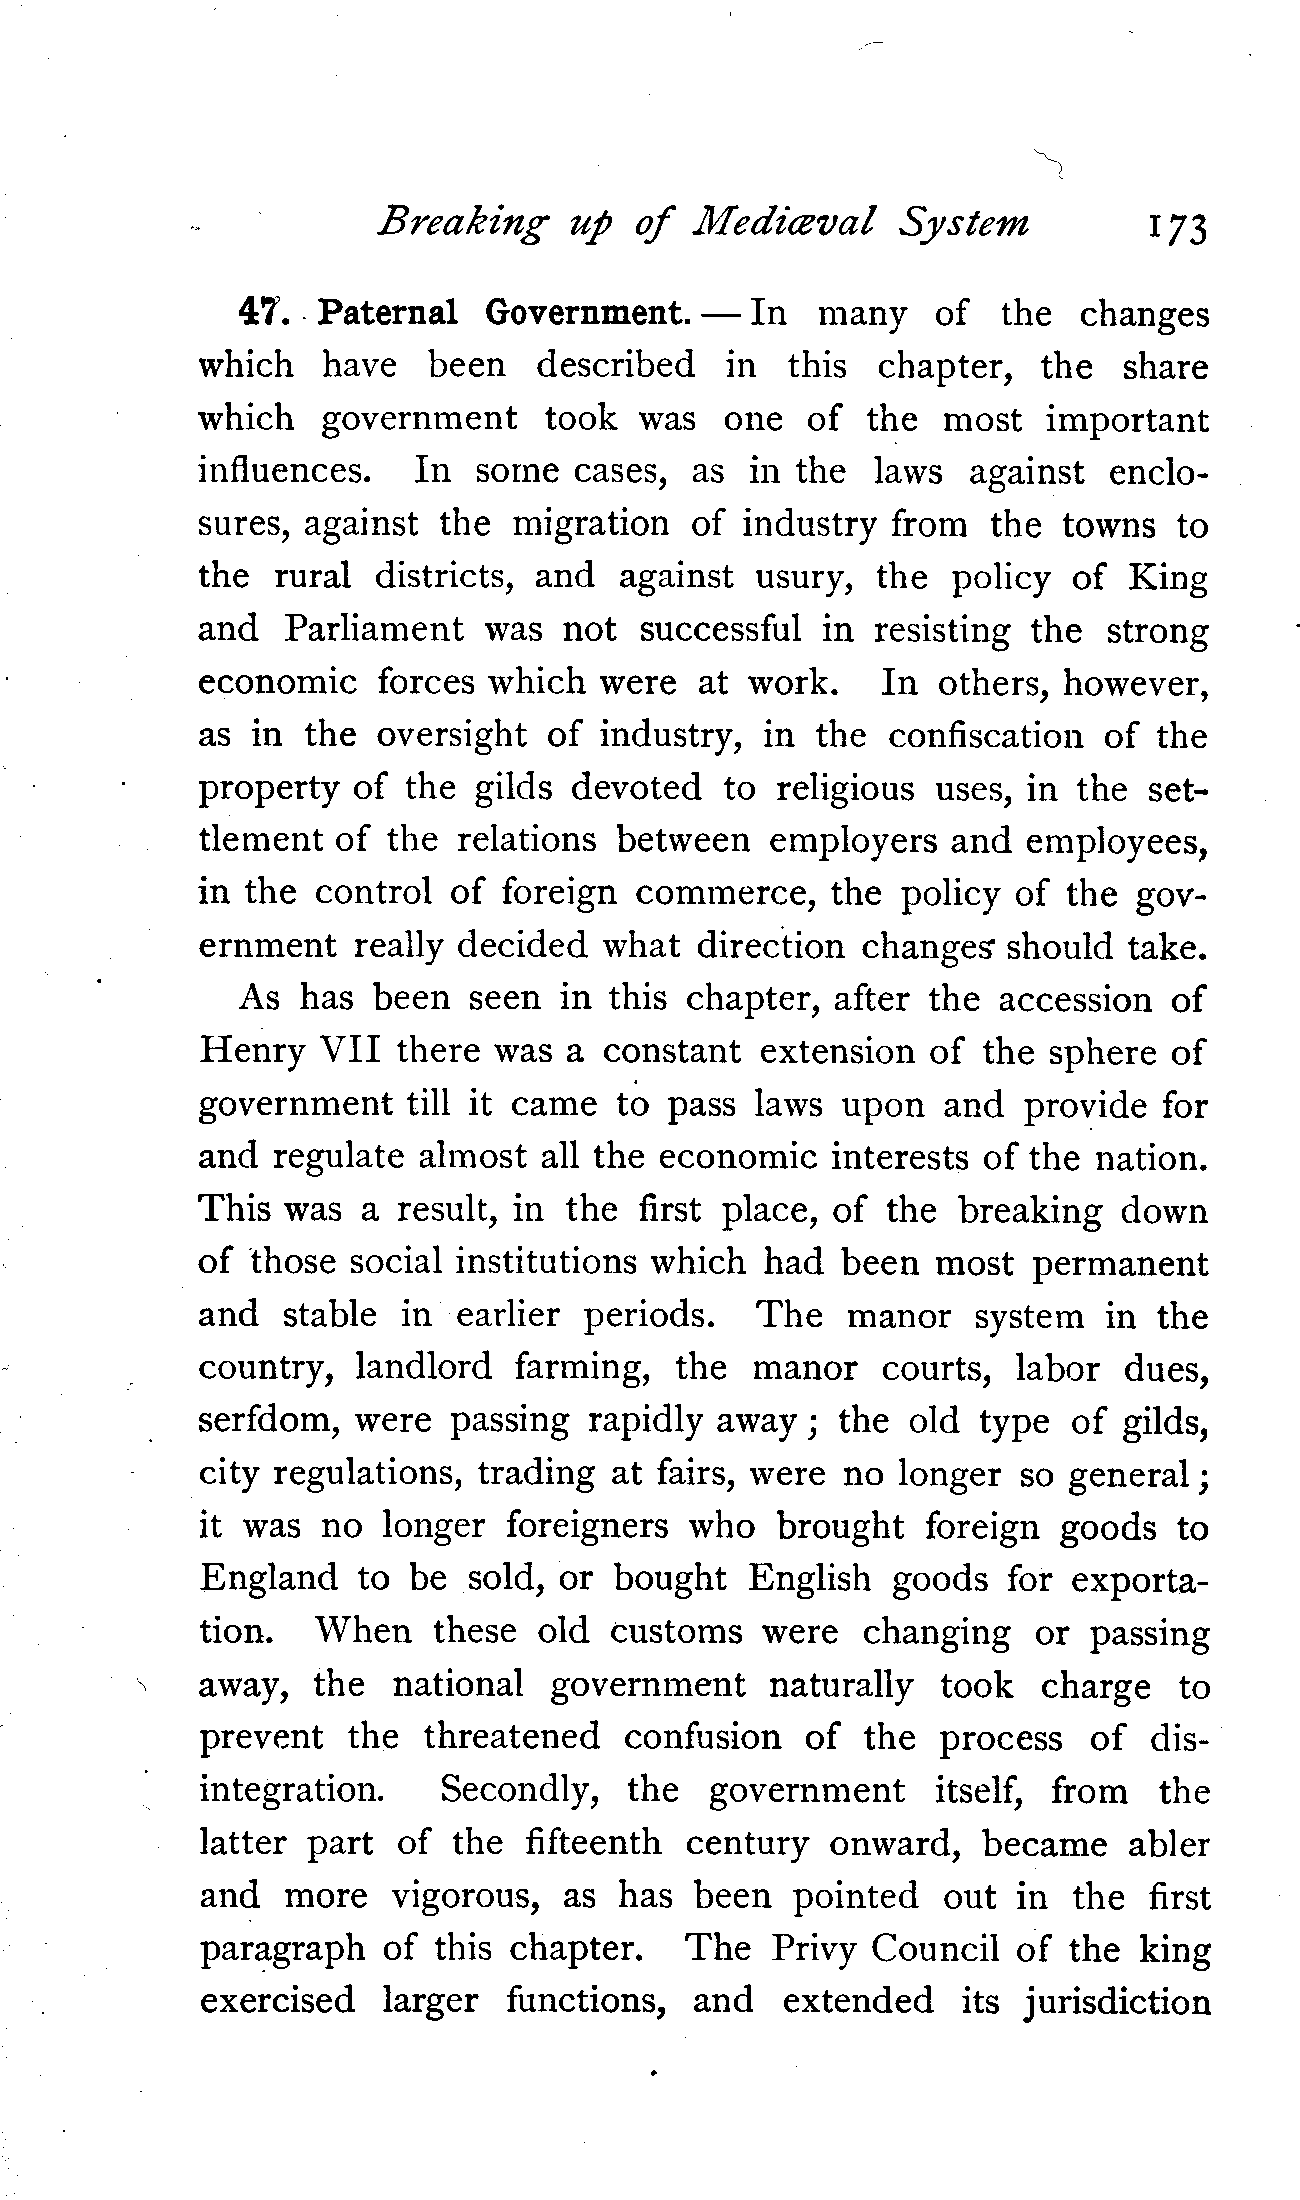 Breaking up of Mediæval System 173
47. Paternal Government. — In many of the changes
which have been described in this chapter, the share
which government took was one of the most important
influences. In some cases, as in the laws against enclo-
sures, against the migration of industry from the towns to
the rural districts, and against usury, the policy of King
and Parliament was not successful in resisting the strong
economic forces which were at work. In others, however,
as in the oversight of industry, in the confiscation of the
property of the gilds devoted to religious uses, in the set-
tlement of the relations between employers and employees,
in the control of foreign commerce, the policy of the gov-
ernment really decided what direction changes should take.
As has been seen in this chapter, after the accession of
Henry VII there was a constant extension of the sphere of
government till it came to pass laws upon and provide for
and regulate almost all the economic interests of the nation.
This was a result, in the first place, of the breaking down
of those social institutions which had been most permanent
and stable in earlier periods. The manor system in the
country, landlord farming, the manor courts, labor dues,
serfdom, were passing rapidly away; the old type of gilds,
city regulations, trading at fairs, were no longer so general;
it was no longer foreigners who brought foreign goods to
England to be sold, or bought English goods for exporta-
tion. When these old customs were changing or passing
away, the national government naturally took charge to
prevent the threatened confusion of the process of dis-
integration. Secondly, the government itself, from the
latter part of the fifteenth century onward, became abler
and more vigorous, as has been pointed out in the first
paragraph of this chapter. The Privy Council of the king
exercised larger functions, and extended its jurisdiction